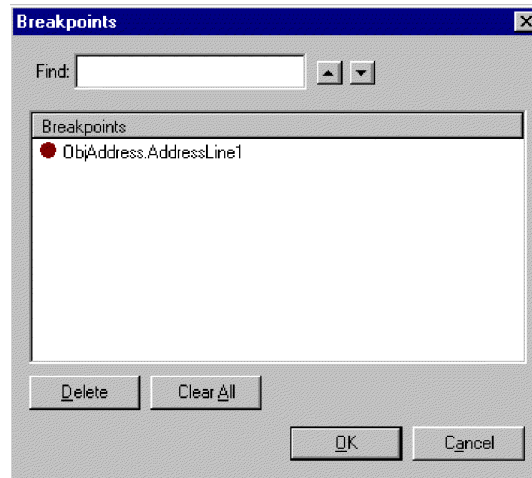 Breakpoints
Find:
Breakpoints
ObjAddress.AddressLine1
Delete Clear All
OK Cancel